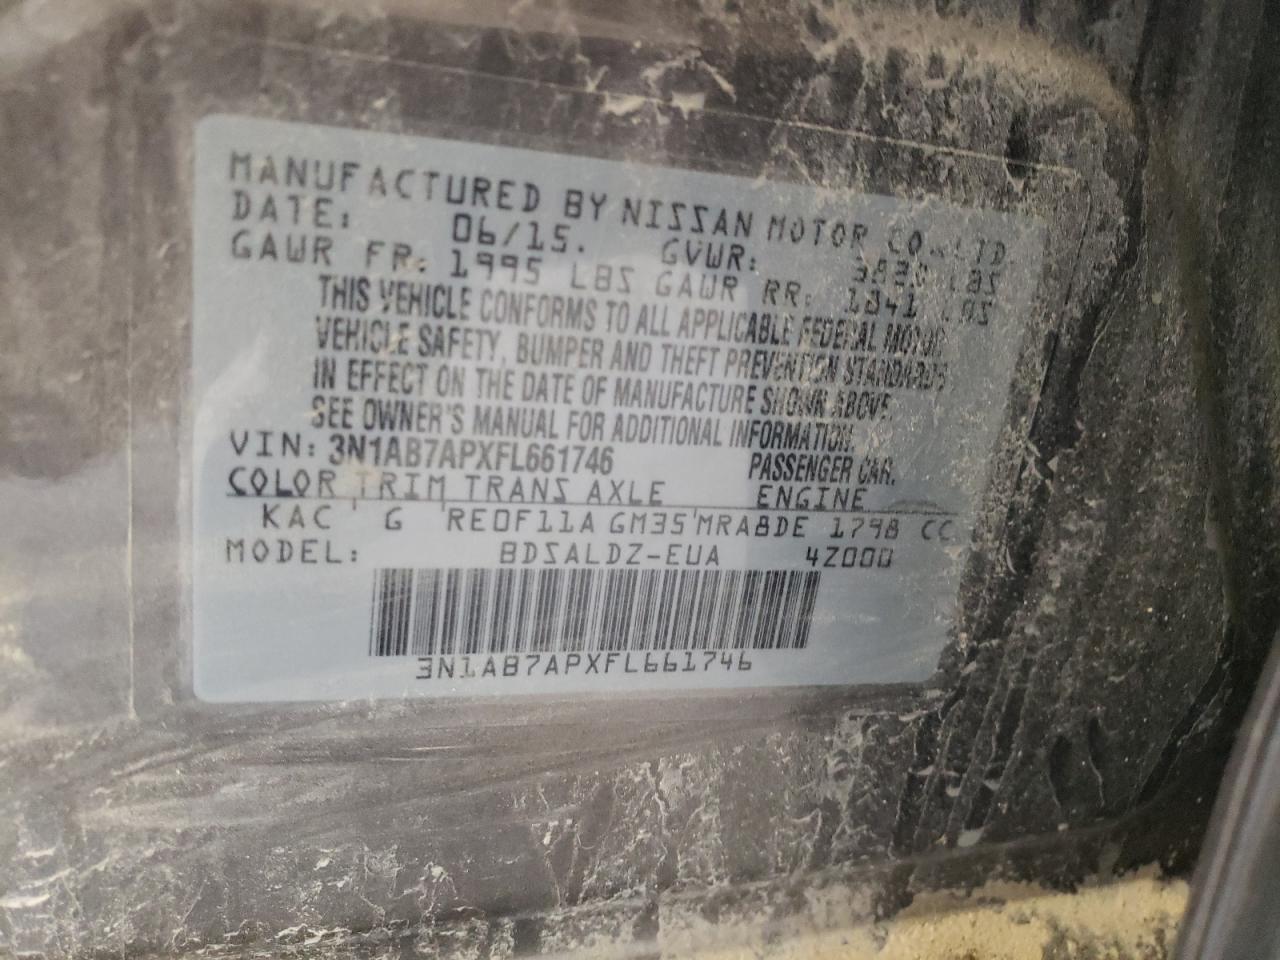 MANUFACTURED BY NISSAN MOTOR CO., LTD
DATE: 06/15. GVWR: LBS
GAWR FR: 1995 LBS GAWR RR: 1841 LBS
THIS VEHICLE CONFORMS TO ALL APPLICABLE FEDERAL MOTOR
VEHICLE SAFETY, BUMPER AND THEFT PREVENTION STANDARDS
IN EFFECT ON THE DATE OF MANUFACTURE SHOWN ABOVE.
SEE OWNER'S MANUAL FOR ADDITIONAL INFORMATION.
VIN: 3N1AB7APXFL661746 PASSENGER CAR.
COLOR TRIM TRANS AXLE ENGINE
KAC G RE0F11A GM35 MRA8DE 1798 CC
MODEL: BDSALDZ-EUA 4Z000
3N1AB7APXFL661746